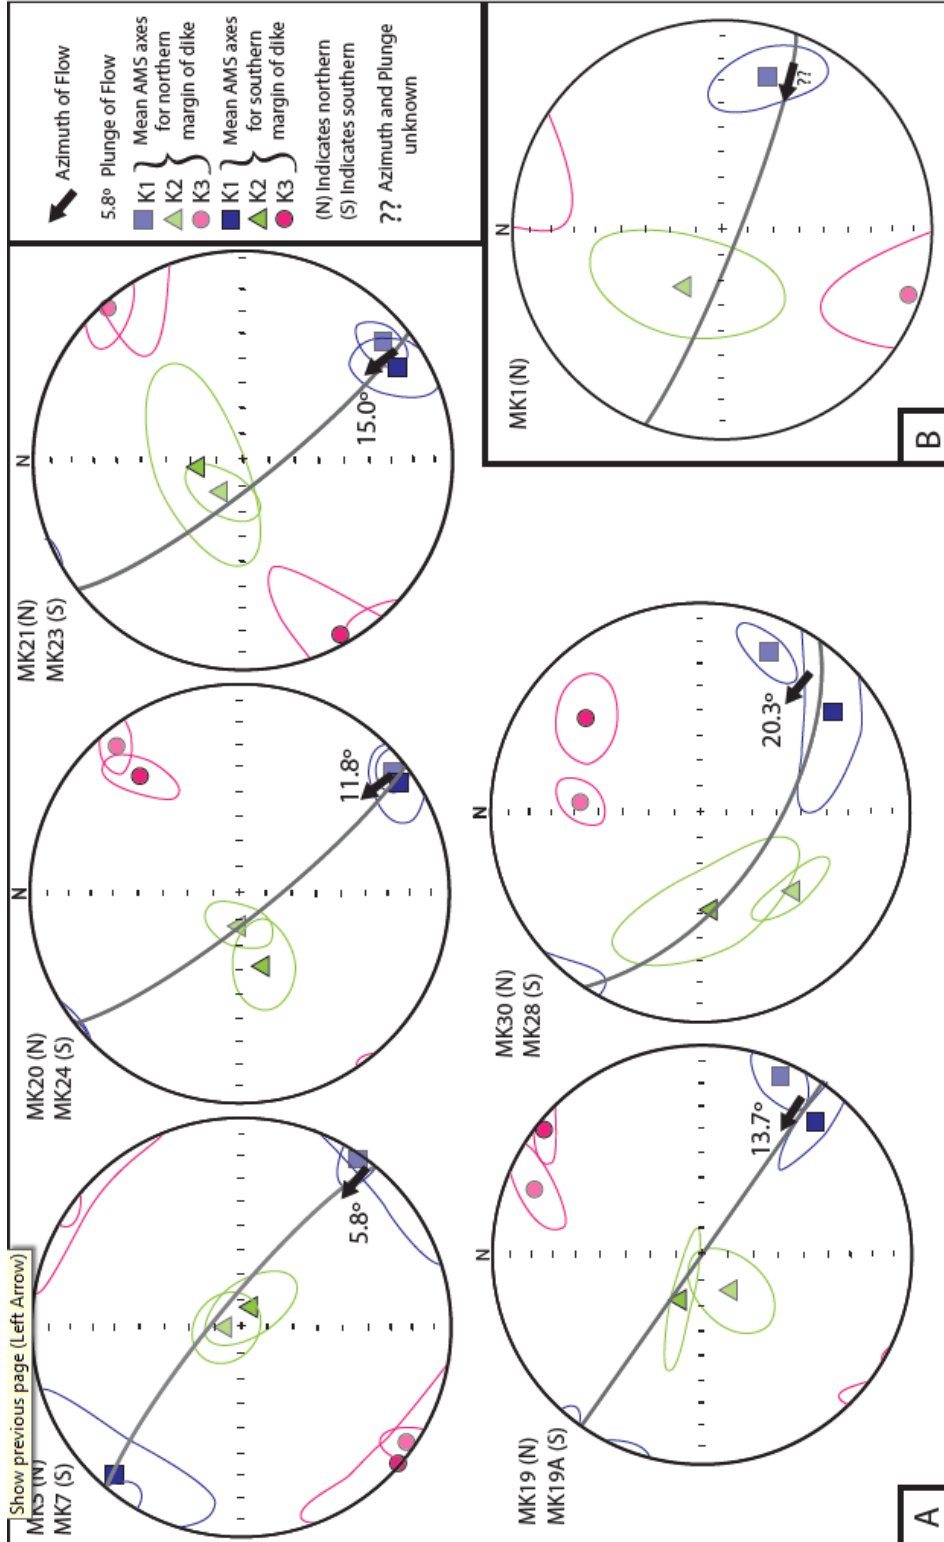 Show previous page (Left Arrow)
MK5 (N)
MK7 (S)
5.8°
N
MK20 (N)
MK24 (S)
11.8°
N
MK21(N)
MK23 (S)
15.0°
N
MK19 (N)
MK19A (S)
13.7°
N
MK30 (N)
MK28 (S)
20.3°
A
Azimuth of Flow
5.8° Plunge of Flow
K1
K2
K3
Mean AMS axes
for northern
margin of dike
K1
K2
K3
Mean AMS axes
for southern
margin of dike
(N) Indicates northern
(S) Indicates southern
?? Azimuth and Plunge
unknown
N
MK1(N)
??
B